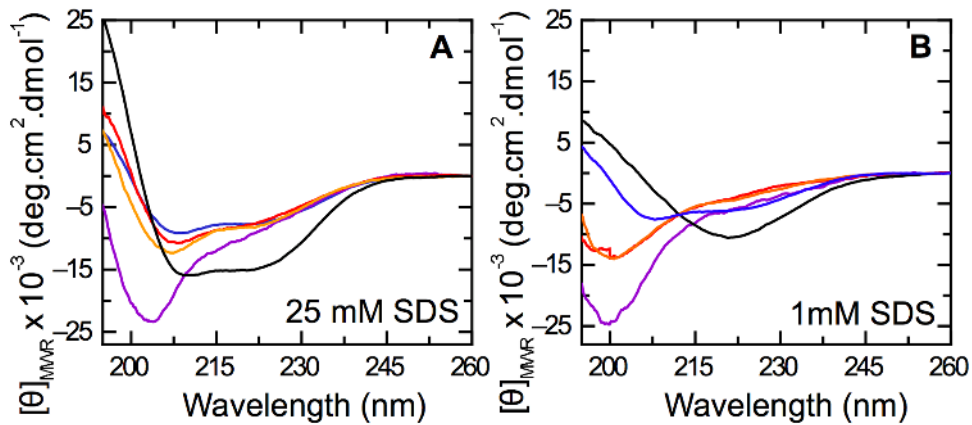 [θ]MWR x 10⁻³ (deg.cm².dmol⁻¹)
25
15
5
–5
–15
–25
A
25 mM SDS
200
215
230
245
260
Wavelength (nm)
[θ]MWR x 10⁻³ (deg.cm².dmol⁻¹)
25
15
5
–5
–15
–25
B
1mM SDS
200
215
230
245
260
Wavelength (nm)